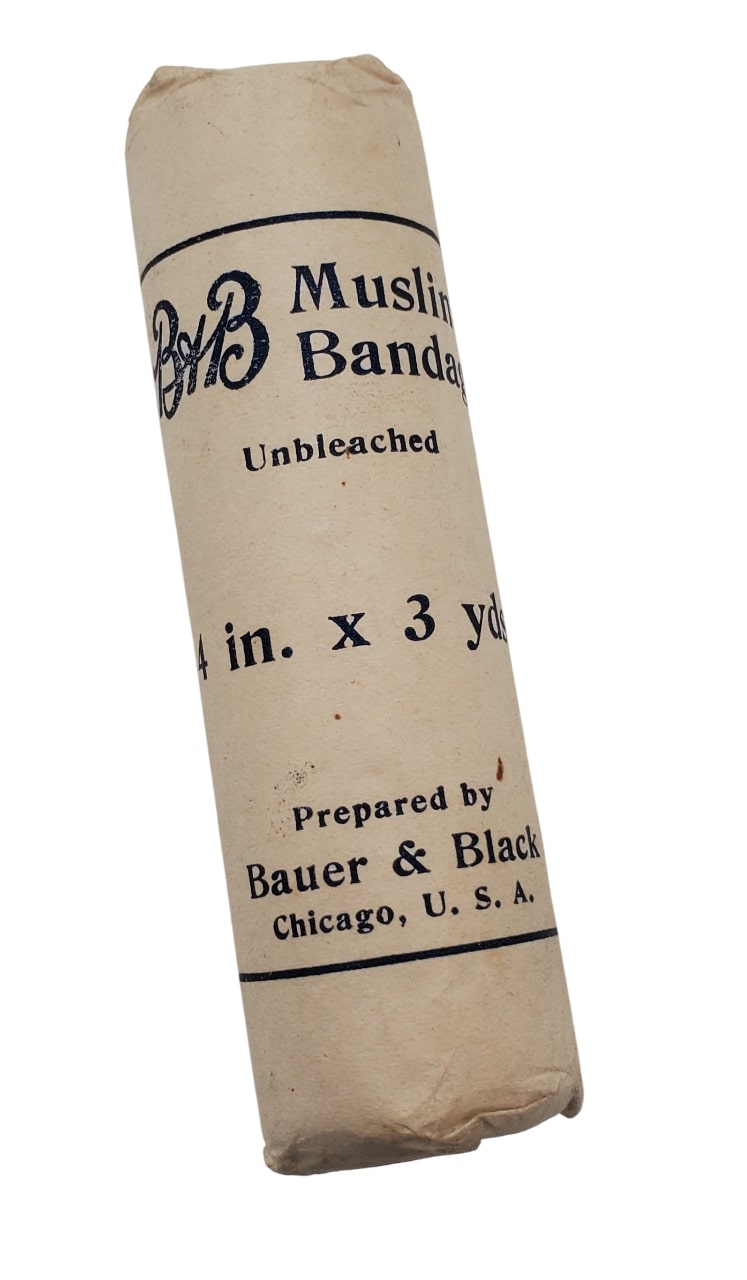 B&B Muslin
Bandag
Unbleached
4 in. x 3 yds
Prepared by
Bauer & Black
Chicago, U. S. A.